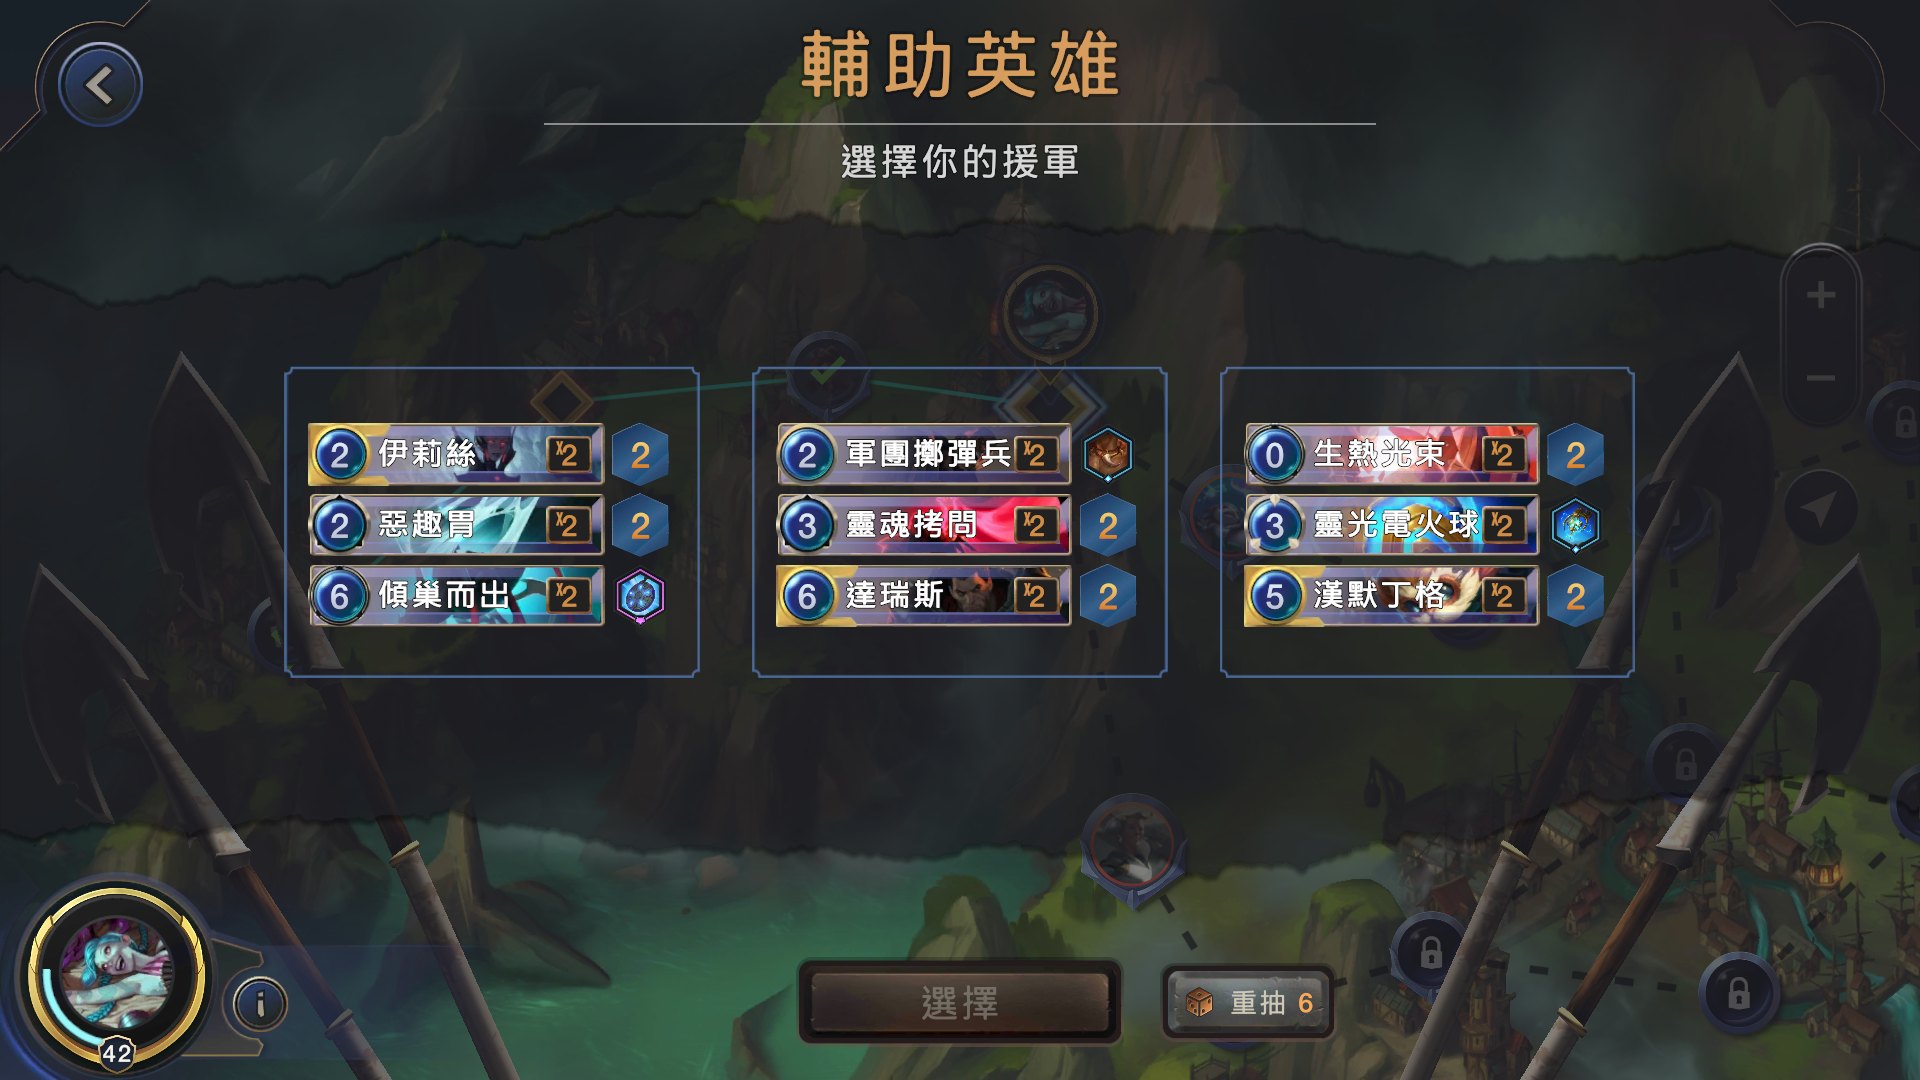 輔助英雄
選擇你的援軍
2 伊莉絲 X2 2
2 惡趣胃 X2 2
6 傾巢而出 X2
2 軍團擲彈兵 X2
3 靈魂拷問 X2 2
6 達瑞斯 X2 2
0 生熱光束 X2 2
3 靈光電火球 X2
5 漢默丁格 X2 2
選擇
重抽 6
i
42